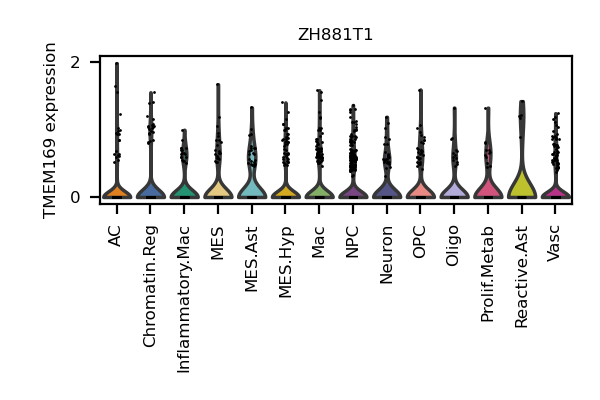 ZH881T1
TMEM169 expression
2
0
AC
Chromatin.Reg
Inflammatory.Mac
MES
MES.Ast
MES.Hyp
Mac
NPC
Neuron
OPC
Oligo
Prolif.Metab
Reactive.Ast
Vasc